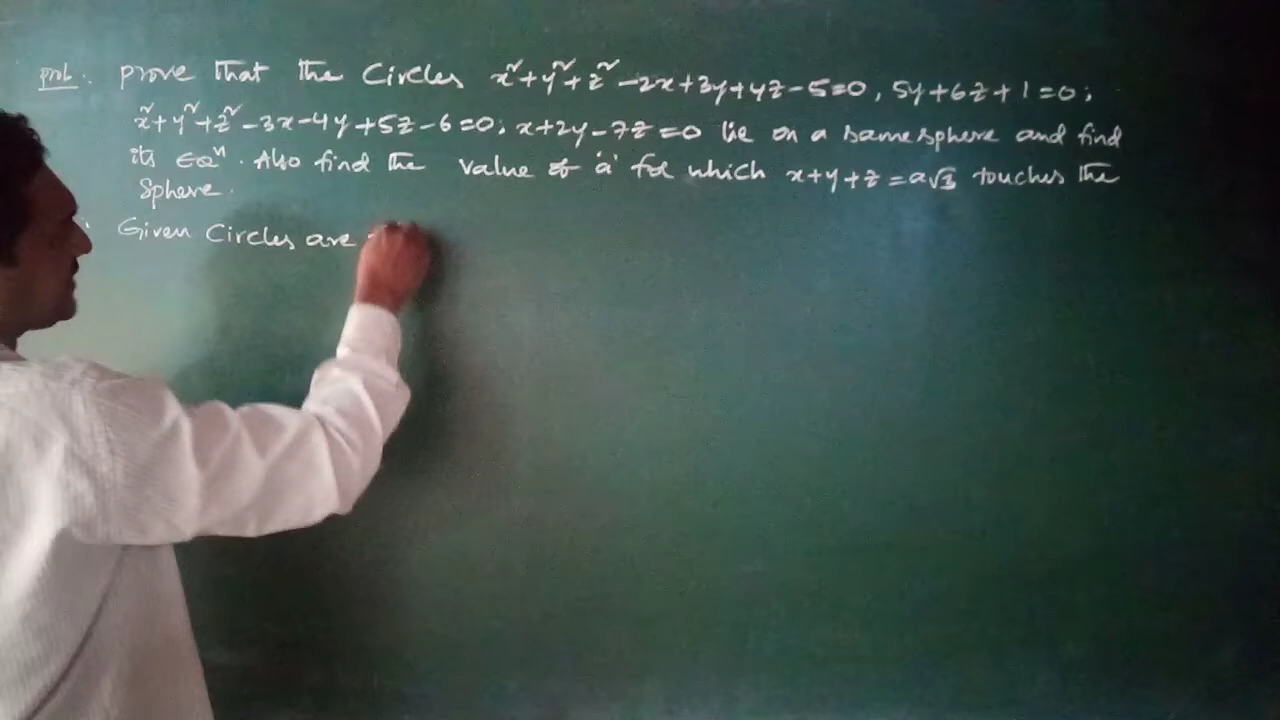 prob. prove that the Circles x²+y²+z²-2x+3y+4z-5=0, 5y+6z+1=0;
x²+y²+z²-3x-4y+5z-6=0; x+2y-7z=0 lie on a same sphere and find
its eqⁿ. Also find the value of 'a' for which x+y+z=a√3 touches the
Sphere.
Given Circles are